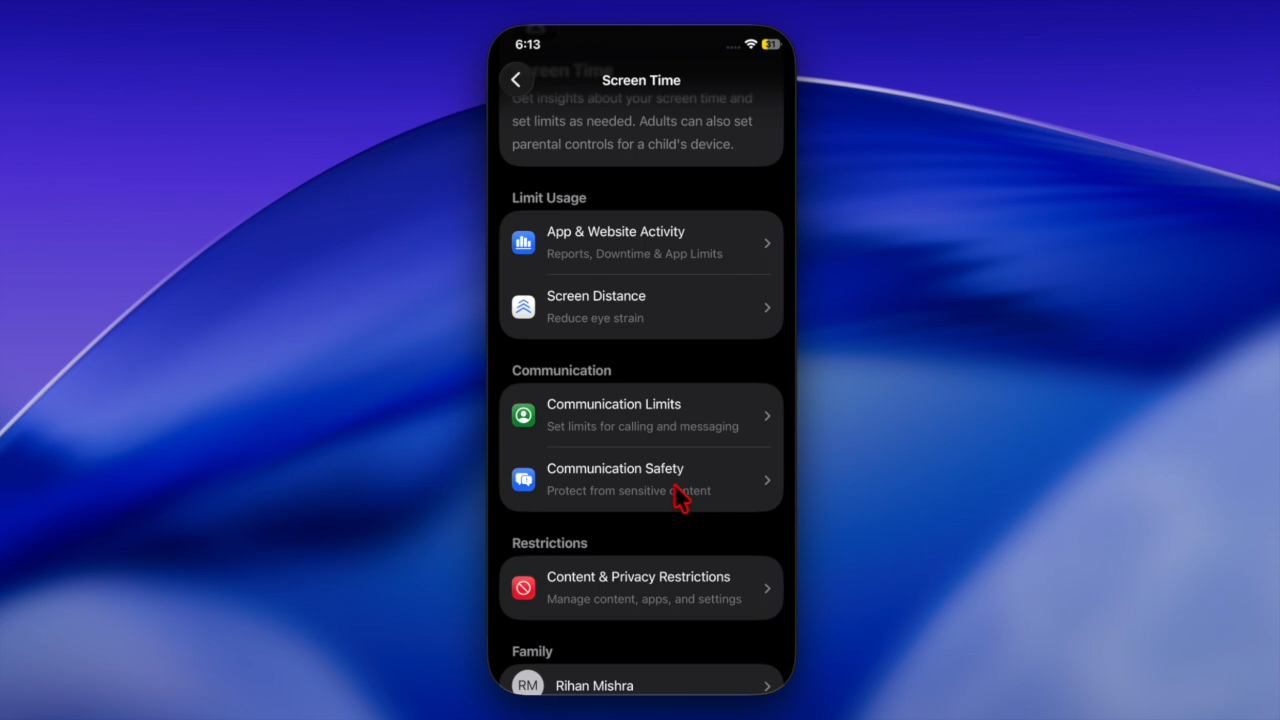 6:13
31
Screen Time
Screen Time
Get insights about your screen time and
set limits as needed. Adults can also set
parental controls for a child's device.
Limit Usage
App & Website Activity
Reports, Downtime & App Limits
Screen Distance
Reduce eye strain
Communication
Communication Limits
Set limits for calling and messaging
Communication Safety
Protect from sensitive content
Restrictions
Content & Privacy Restrictions
Manage content, apps, and settings
Family
RM
Rihan Mishra